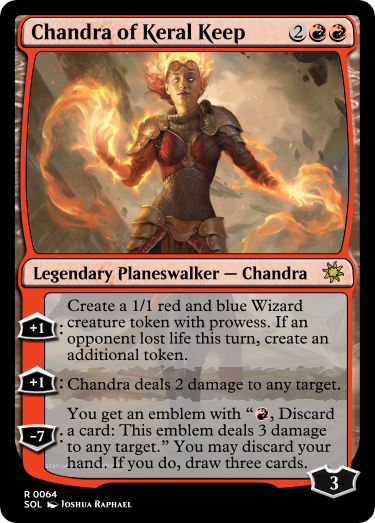 Chandra of Keral Keep 2
Legendary Planeswalker — Chandra
Create a 1/1 red and blue Wizard
+1: creature token with prowess. If an
opponent lost life this turn, create an
additional token.
+1: Chandra deals 2 damage to any target.
You get an emblem with “, Discard
a card: This emblem deals 3 damage
-7: to any target.” You may discard your
hand. If you do, draw three cards.
3
R 0064
SOL Joshua Raphael